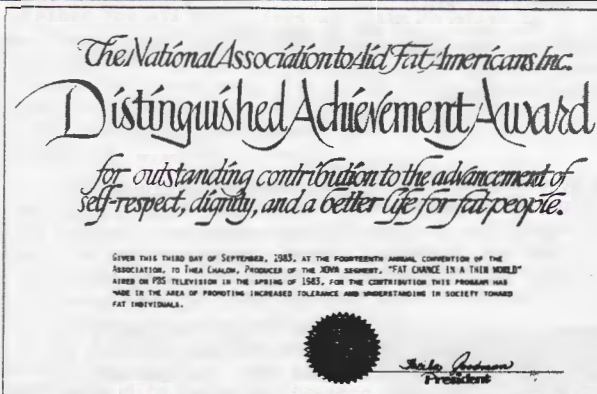 The National Association to Aid Fat Americans Inc.
Distinguished Achievement Award
for outstanding contribution to the advancement of
self-respect, dignity, and a better life for fat people.
GIVEN THIS THIRD DAY OF SEPTEMBER, 1983, AT THE FOURTEENTH ANNUAL CONVENTION OF THE
ASSOCIATION, TO THEA CHALOW, PRODUCER OF THE NOVA SEGMENT, "FAT CHANCE IN A THIN WORLD"
AIRED ON PBS TELEVISION IN THE SPRING OF 1983, FOR THE CONTRIBUTION THIS PROGRAM HAS
MADE IN THE AREA OF PROMOTING INCREASED TOLERANCE AND UNDERSTANDING IN SOCIETY TOWARD
FAT INDIVIDUALS.
President